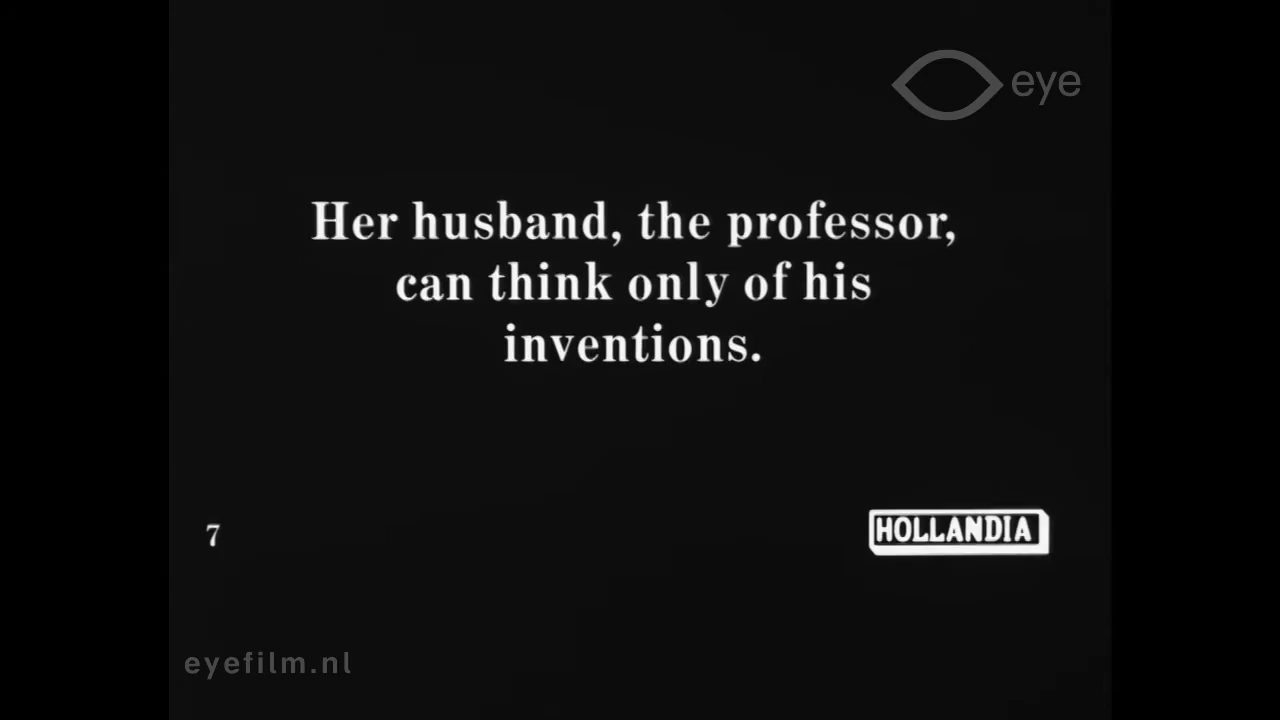 eye
Her husband, the professor,
can think only of his
inventions.
7
HOLLANDIA
eyefilm.nl